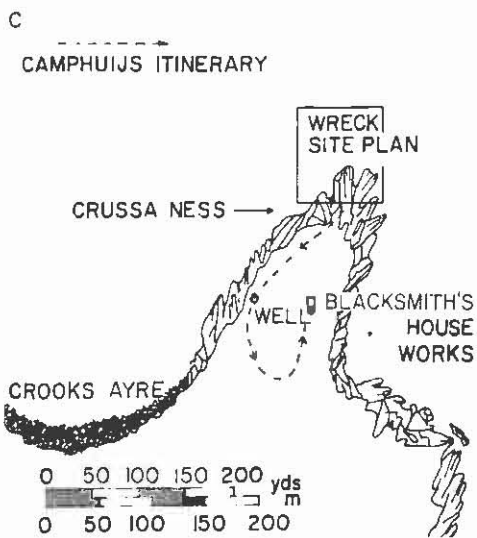 C
CAMPHUIJS ITINERARY
WRECK
SITE PLAN
CRUSSA NESS
WELL
BLACKSMITH'S
HOUSE
WORKS
CROOKS AYRE
0 50 100 150 200 yds
m
0 50 100 150 200